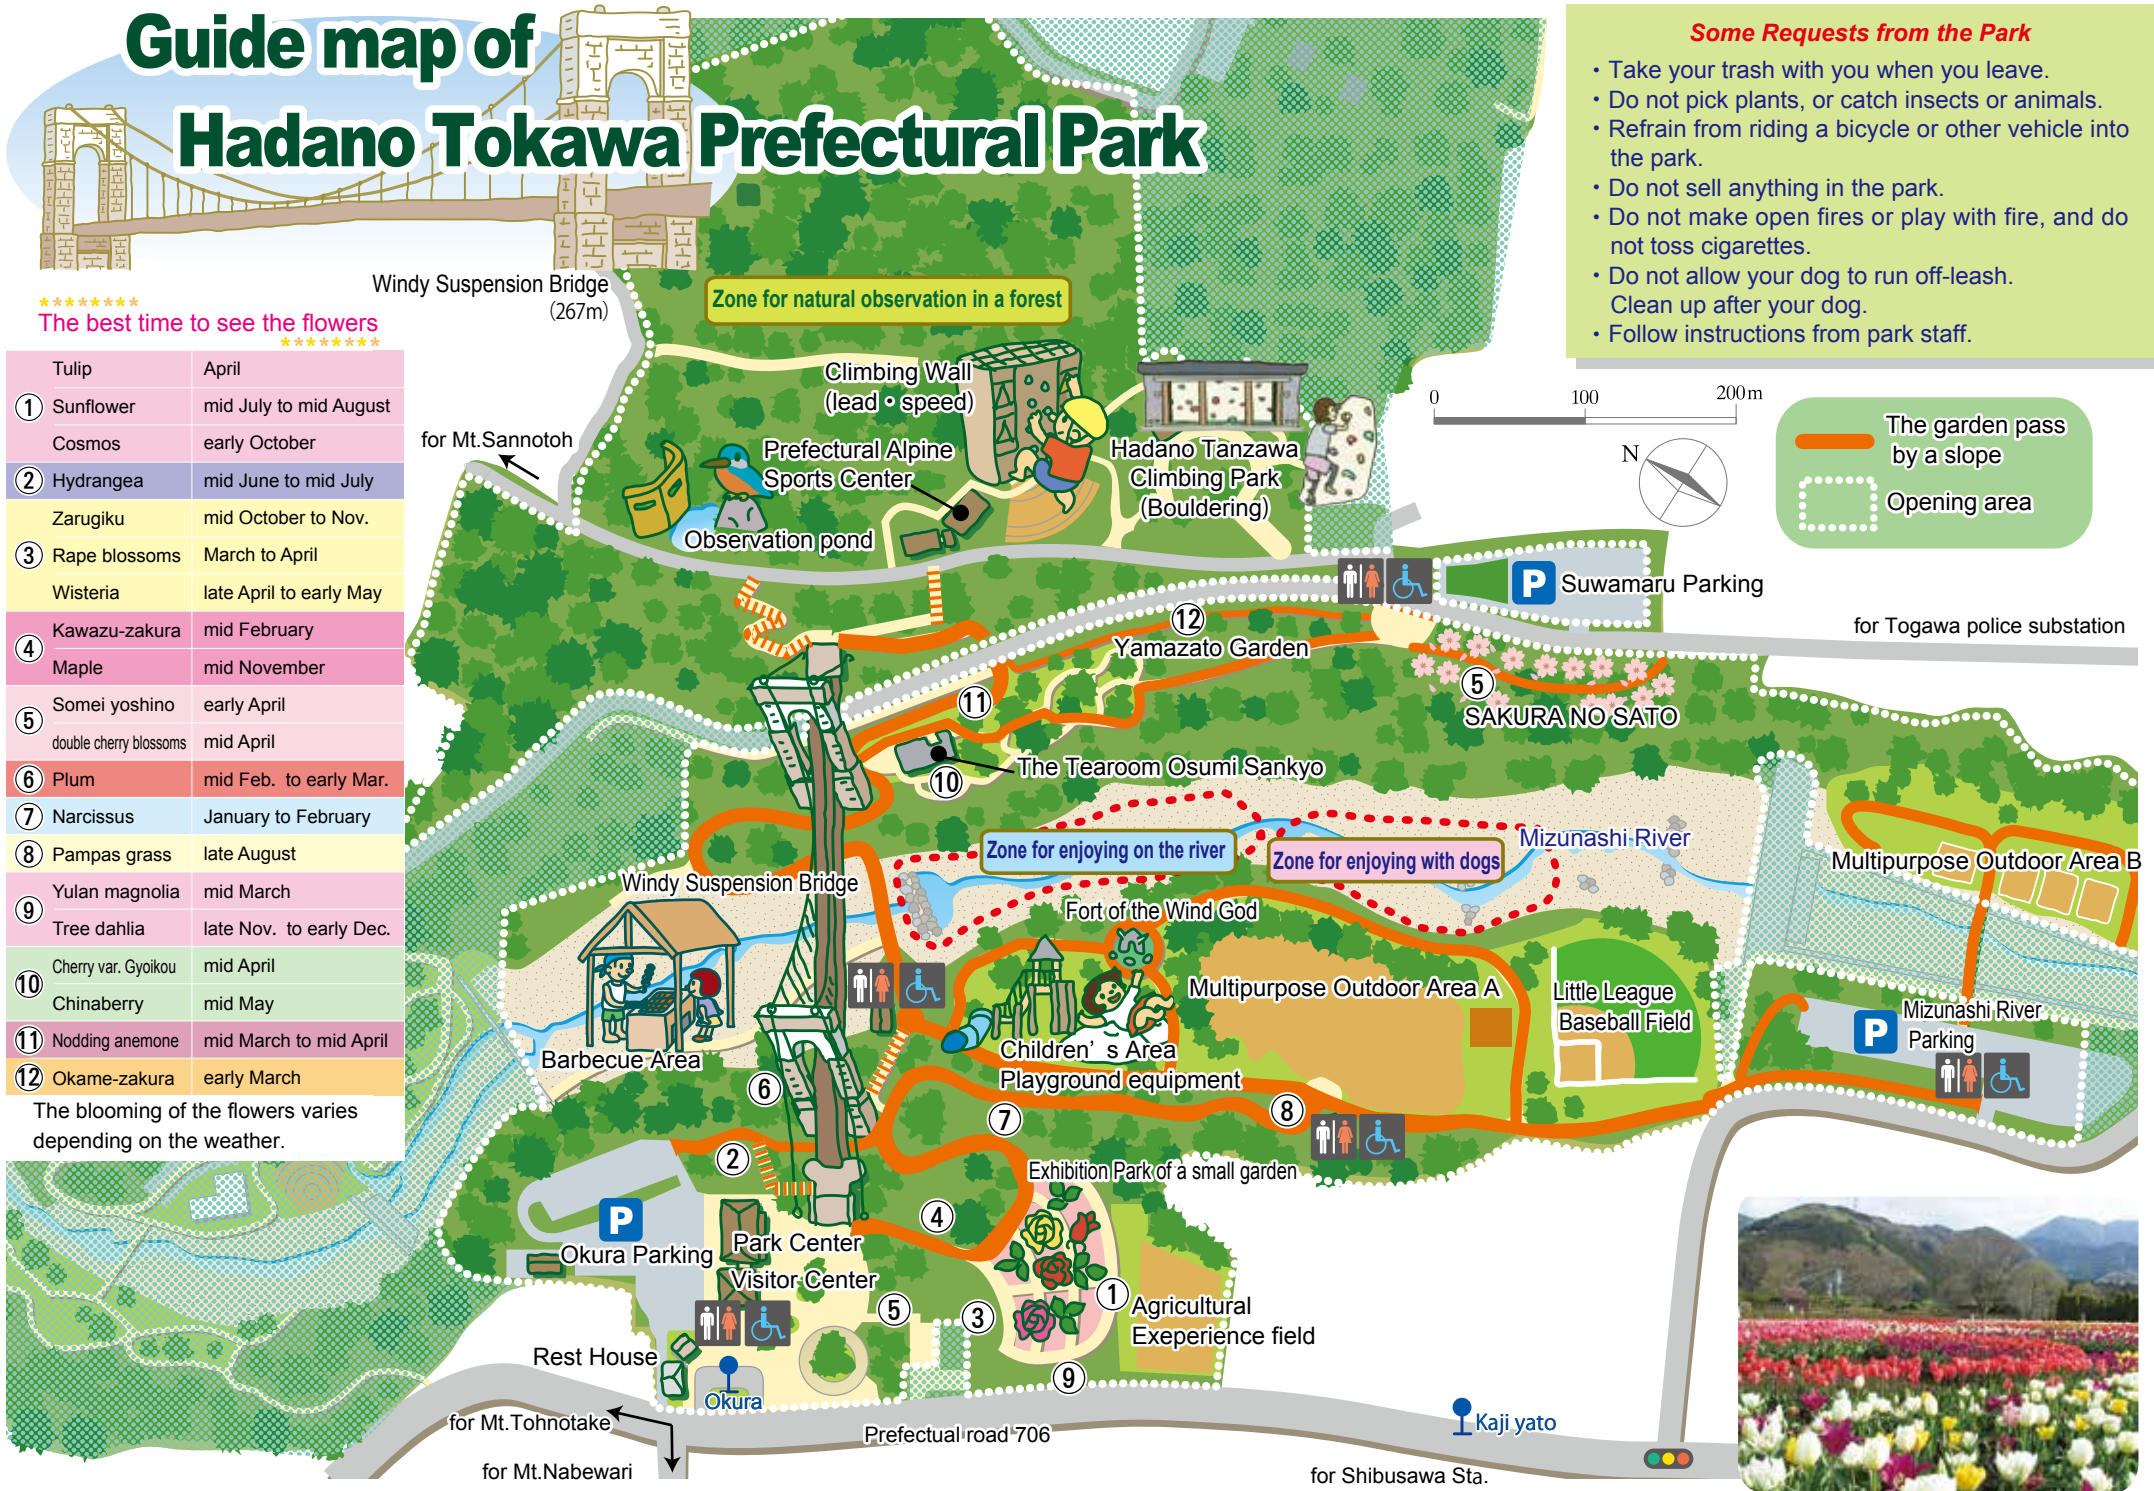 Guide map of
Hadano Tokawa Prefectural Park
Windy Suspension Bridge
(267m)
Some Requests from the Park
・Take your trash with you when you leave.
・Do not pick plants, or catch insects or animals.
・Refrain from riding a bicycle or other vehicle into
the park.
・Do not sell anything in the park.
・Do not make open fires or play with fire, and do
not toss cigarettes.
・Do not allow your dog to run off-leash.
Clean up after your dog.
・Follow instructions from park staff.
0 100 200m
N
The garden pass
by a slope
Opening area
********
The best time to see the flowers
********
① Tulip April
Sunflower mid July to mid August
Cosmos early October
② Hydrangea mid June to mid July
③ Zarugiku mid October to Nov.
Rape blossoms March to April
Wisteria late April to early May
④ Kawazu-zakura mid February
Maple mid November
⑤ Somei yoshino early April
double cherry blossoms mid April
⑥ Plum mid Feb. to early Mar.
⑦ Narcissus January to February
⑧ Pampas grass late August
⑨ Yulan magnolia mid March
Tree dahlia late Nov. to early Dec.
⑩ Cherry var. Gyoikou mid April
Chinaberry mid May
⑪ Nodding anemone mid March to mid April
⑫ Okame-zakura early March
The blooming of the flowers varies
depending on the weather.
Zone for natural observation in a forest
Climbing Wall
(lead・speed)
for Mt.Sannotoh
Prefectural Alpine
Sports Center
Hadano Tanzawa
Climbing Park
(Bouldering)
Observation pond
P
Suwamaru Parking
for Togawa police substation
⑫
Yamazato Garden
⑤
SAKURA NO SATO
⑪
The Tearoom Osumi Sankyo
⑩
Zone for enjoying on the river
Zone for enjoying with dogs
Mizunashi River
Multipurpose Outdoor Area B
Windy Suspension Bridge
Fort of the Wind God
Multipurpose Outdoor Area A
Little League
Baseball Field
P
Mizunashi River
Parking
Barbecue Area
Children’s Area
Playground equipment
⑥
⑦
⑧
②
Exhibition Park of a small garden
④
P
Okura Parking
Park Center
Visitor Center
⑤
③
①
Agricultural
Exeperience field
Rest House
⑨
Okura
for Mt.Tohnotake
Prefectual road 706
Kaji yato
for Mt.Nabewari
for Shibusawa Sta.